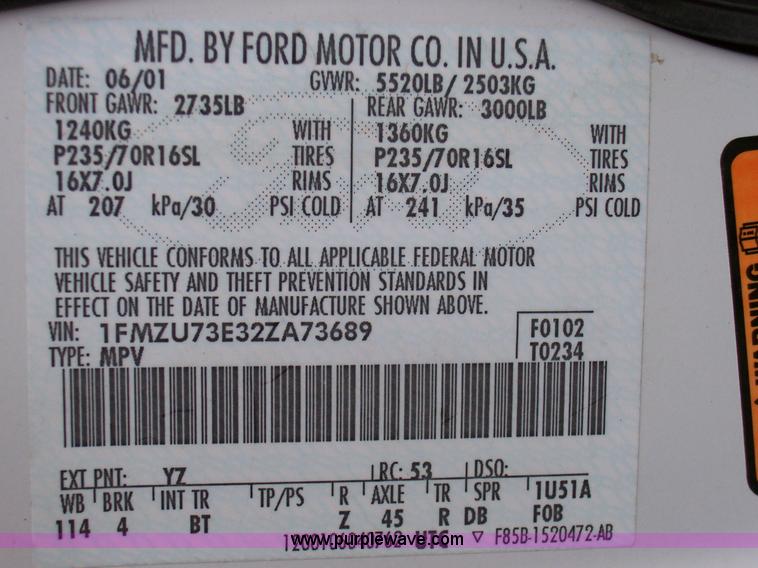 MFD. BY FORD MOTOR CO. IN U.S.A.
DATE: 06/01 GVWR: 5520LB/ 2503KG
FRONT GAWR: 2735LB REAR GAWR: 3000LB
1240KG WITH 1360KG WITH
P235/70R16SL TIRES P235/70R16SL TIRES
16X7.0J RIMS 16X7.0J RIMS
AT 207 kPa/30 PSI COLD AT 241 kPa/35 PSI COLD
THIS VEHICLE CONFORMS TO ALL APPLICABLE FEDERAL MOTOR
VEHICLE SAFETY AND THEFT PREVENTION STANDARDS IN
EFFECT ON THE DATE OF MANUFACTURE SHOWN ABOVE.
VIN: 1FMZU73E32ZA73689 F0102
TYPE: MPV T0234
EXT PNT: YZ RC: 53 DSO:
WB BRK INT TR TP/PS R AXLE TR SPR 1U51A
114 4 BT Z 45 R DB FOB
UTC ▽ F85B-1520472-AB
www.purplewave.com
WARNING